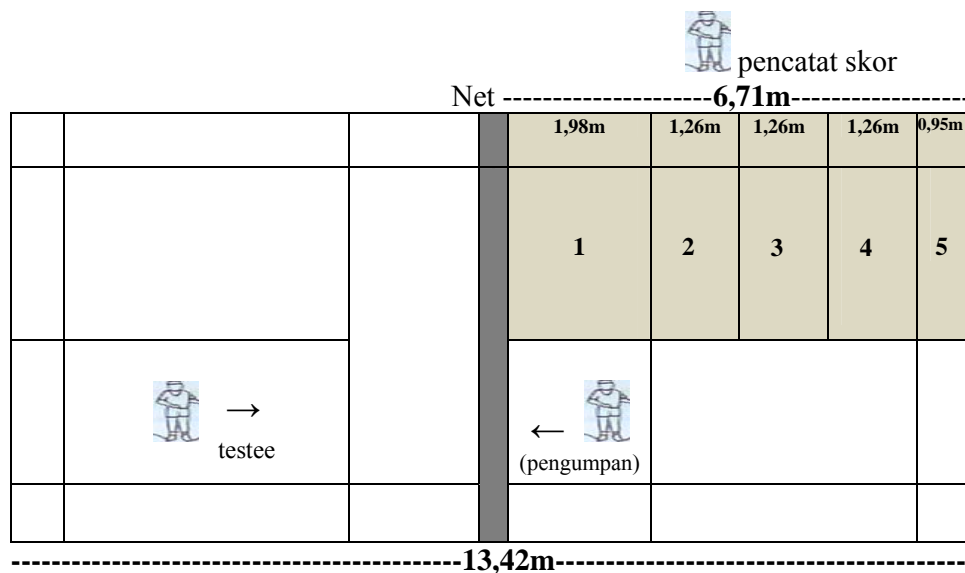 pencatat skor
Net ---------------------6,71m------------------
1,98m 1,26m 1,26m 1,26m 0,95m
1 2 3 4 5
→ ←
testee (pengumpan)
---------------------------------------------13,42m-----------------------------------------